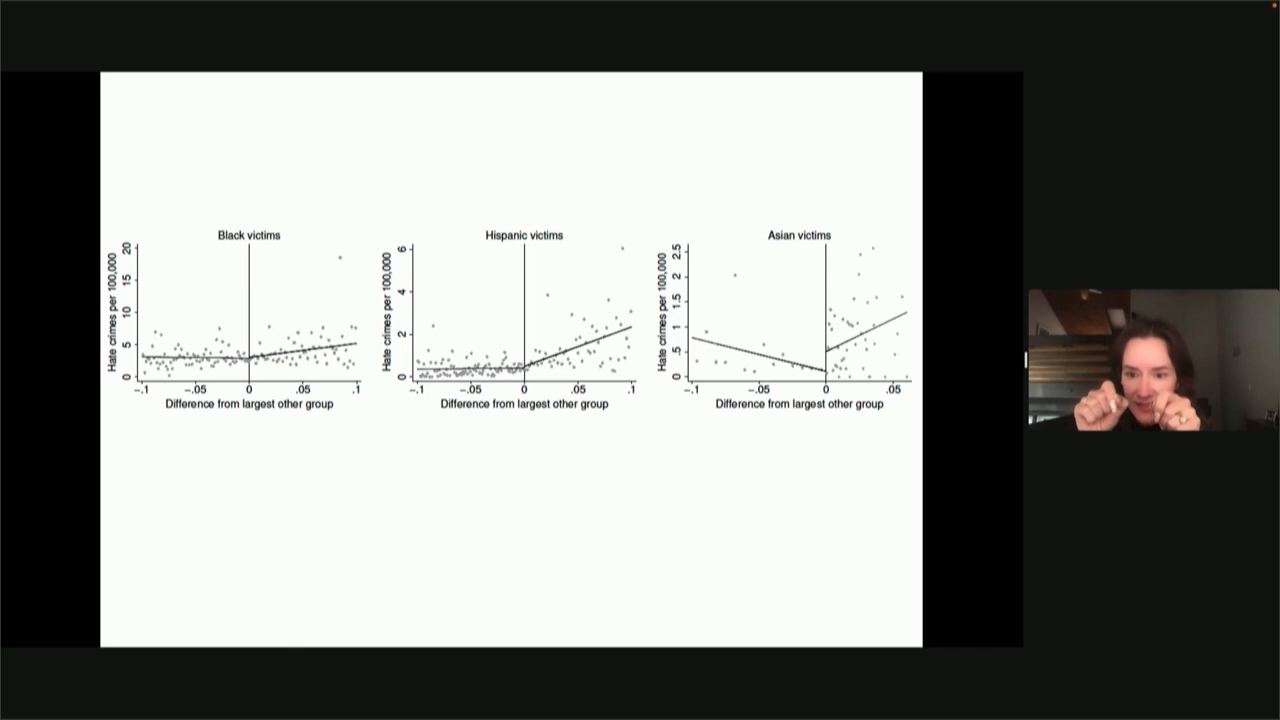 Black victims
Hate crimes per 100,000
20
15
10
5
0
-.1 -.05 0 .05 .1
Difference from largest other group
Hispanic victims
Hate crimes per 100,000
6
4
2
0
-.1 -.05 0 .05 .1
Difference from largest other group
Asian victims
Hate crimes per 100,000
2.5
2
1.5
1
.5
0
-.1 -.05 0 .05
Difference from largest other group